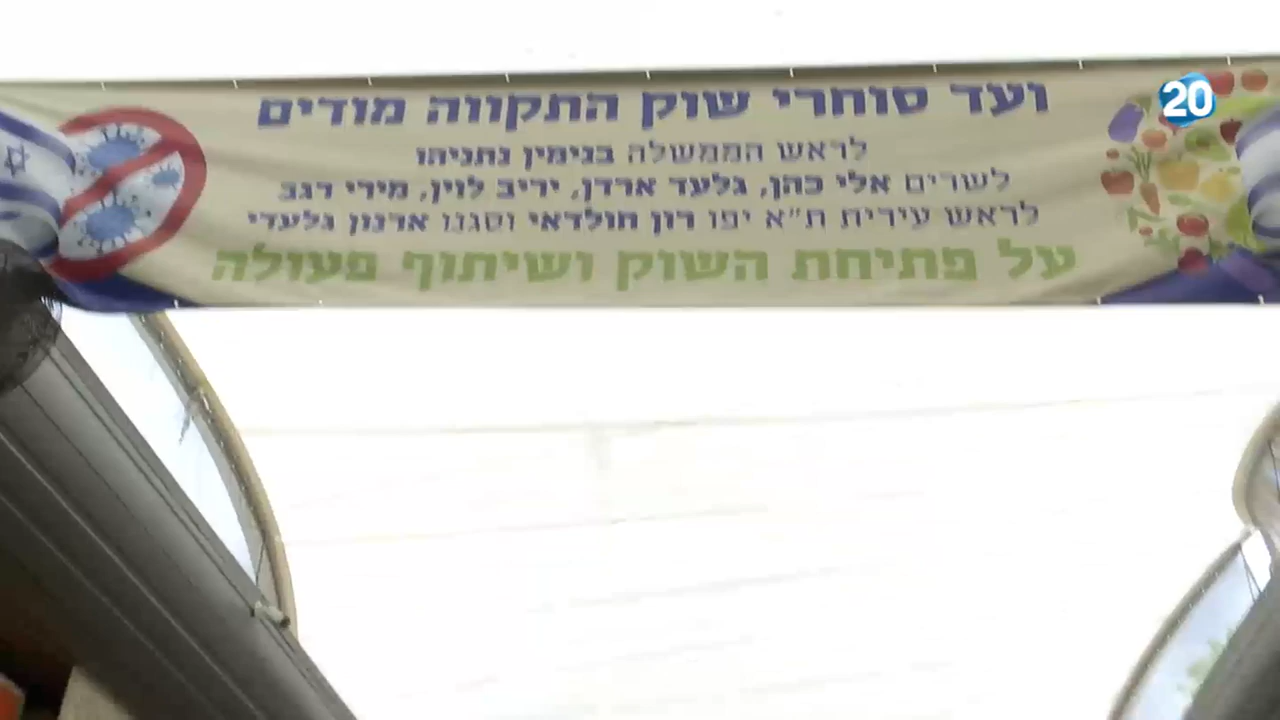 ועד סוחרי שוק התקווה מודים
לראש הממשלה בנימין נתניהו
לשרים אלי כהן, גלעד ארדן, יריב לוין, מירי רגב
לראש עירית ת"א יפו רון חולדאי וסגנו ארנון גלעדי
על פתיחת השוק ושיתוף פעולה
20